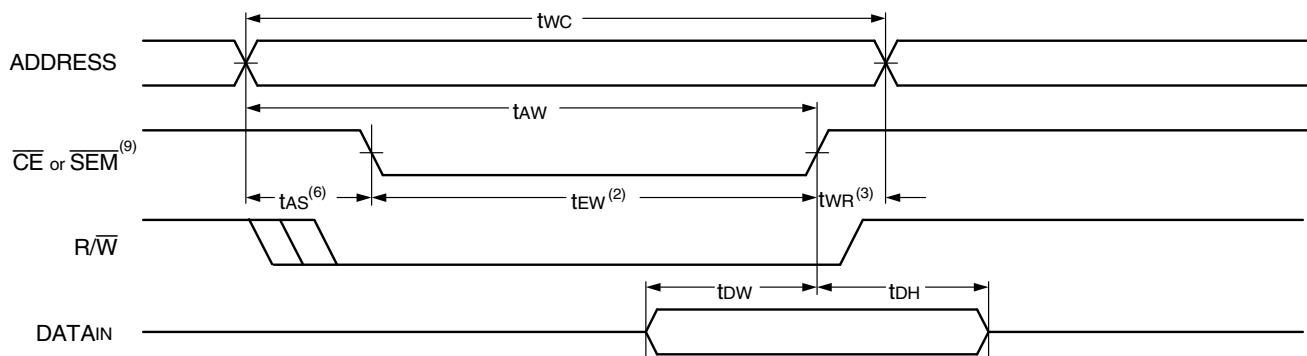 tWC
ADDRESS
tAW
CE or SEM(9)
tAS(6) tEW(2) tWR(3)
R/W
tDW tDH
DATAIN